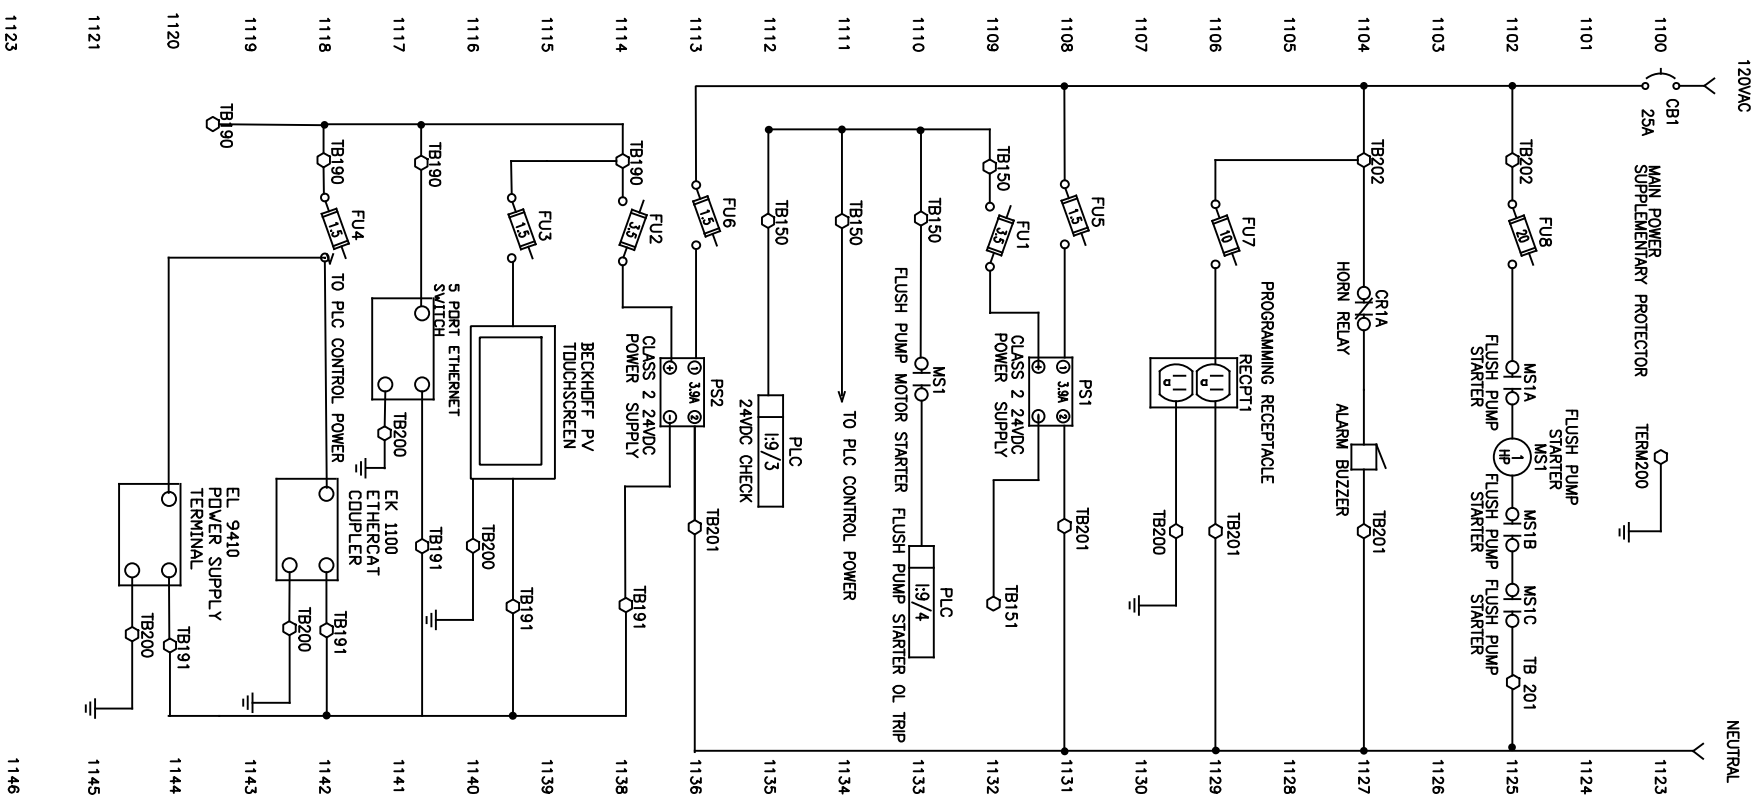 120VAC
NEUTRAL
1100
1101
1102
1103
1104
1105
1106
1107
1108
1109
1110
1111
1112
1113
1114
1115
1116
1117
1118
1119
1120
1121
1123
CB1
25A
MAIN POWER
SUPPLEMENTARY PROTECTOR
TERM200
TB202
FU8
20
MS1A
FLUSH PUMP
STARTER
FLUSH PUMP
STARTER
MS1
1
HP
MS1B
FLUSH PUMP
STARTER
MS1C
FLUSH PUMP
STARTER
TB 201
TB202
CR1A
HORN RELAY
ALARM BUZZER
TB201
PROGRAMMING RECEPTACLE
FU7
10
RECPT1
G
G
TB201
TB200
FU5
1.5
PS1
1
3.9A
2
+
-
CLASS 2 24VDC
POWER SUPPLY
TB201
TB150
FU1
3.5
TB151
TB150
MS1
FLUSH PUMP MOTOR STARTER
PLC
I:9/4
FLUSH PUMP STARTER OL TRIP
TB150
TO PLC CONTROL POWER
TB150
PLC
I:9/3
24VDC CHECK
FU6
1.5
PS2
1
3.9A
2
+
-
CLASS 2 24VDC
POWER SUPPLY
TB201
TB190
FU2
3.5
TB191
FU3
1.5
BECKHOFF PV
TOUCHSCREEN
TB191
TB200
TB190
5 PORT ETHERNET
SWITCH
TB200
TB191
TB190
FU4
1.5
TO PLC CONTROL POWER
EK 1100
ETHERCAT
COUPLER
TB191
TB200
TB190
EL 9410
POWER SUPPLY
TERMINAL
TB191
TB200
1123
1124
1125
1126
1127
1128
1129
1130
1131
1132
1133
1134
1135
1136
1138
1139
1140
1141
1142
1143
1144
1145
1146